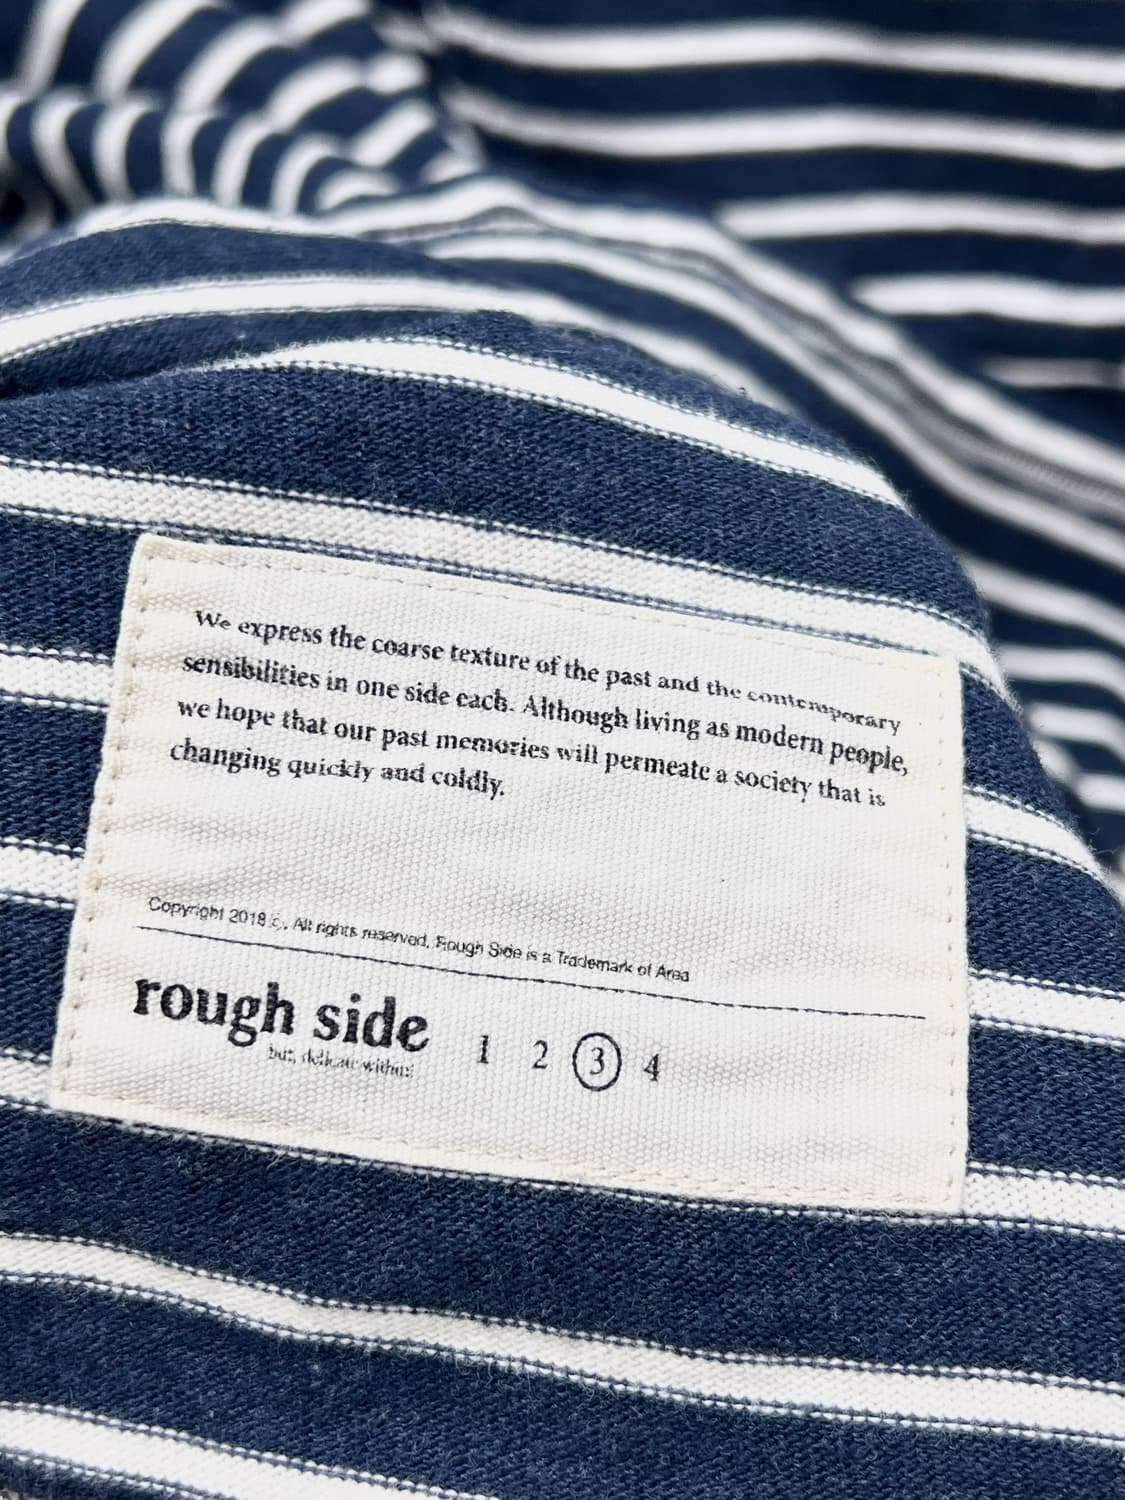 We express the coarse texture of the past and the contemporary
sensibilities in one side each. Although living as modern people,
we hope that our past memories will permeate a society that is
changing quickly and coldly.
Copyright 2018 c. All rights reserved. Rough Side is a Trademark of Area
rough side
but, delicate within
1 2 3 4